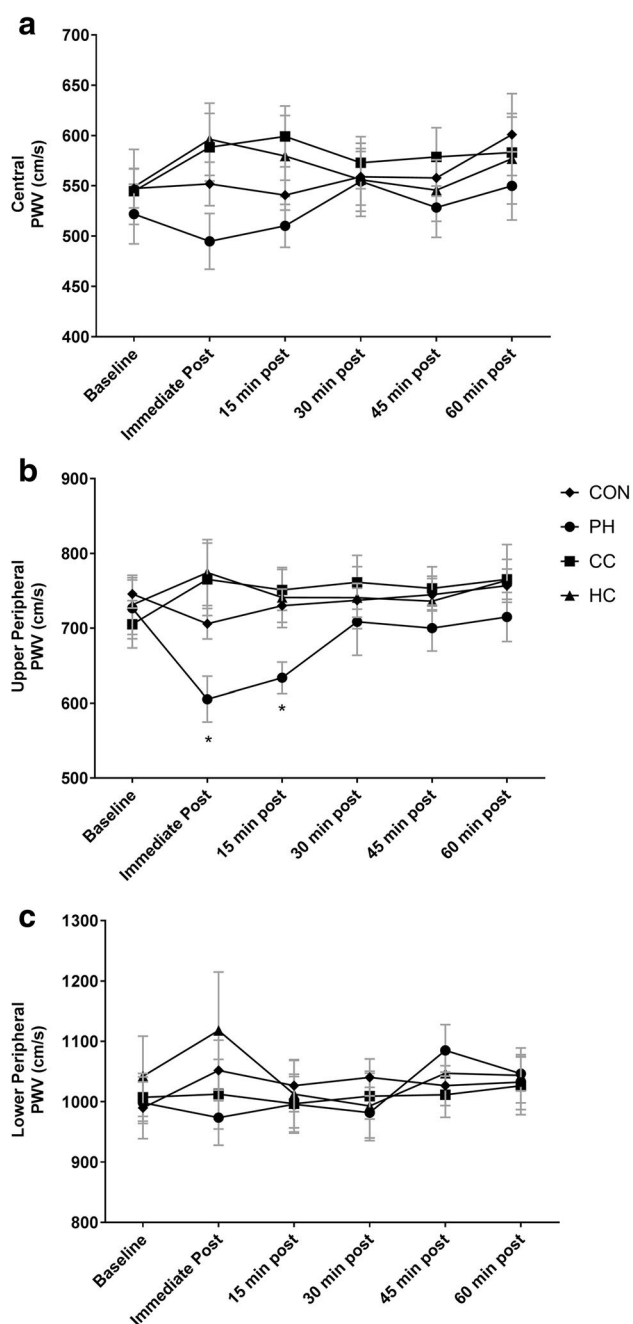 a
700
650
600
550
500
450
400
Central
PWV (cm/s)
Baseline
Immediate Post
15 min post
30 min post
45 min post
60 min post
b
900
800
700
600
500
Upper Peripheral
PWV (cm/s)
*
*
Baseline
Immediate Post
15 min post
30 min post
45 min post
60 min post
CON
PH
CC
HC
c
1300
1200
1100
1000
900
800
Lower Peripheral
PWV (cm/s)
Baseline
Immediate Post
15 min post
30 min post
45 min post
60 min post